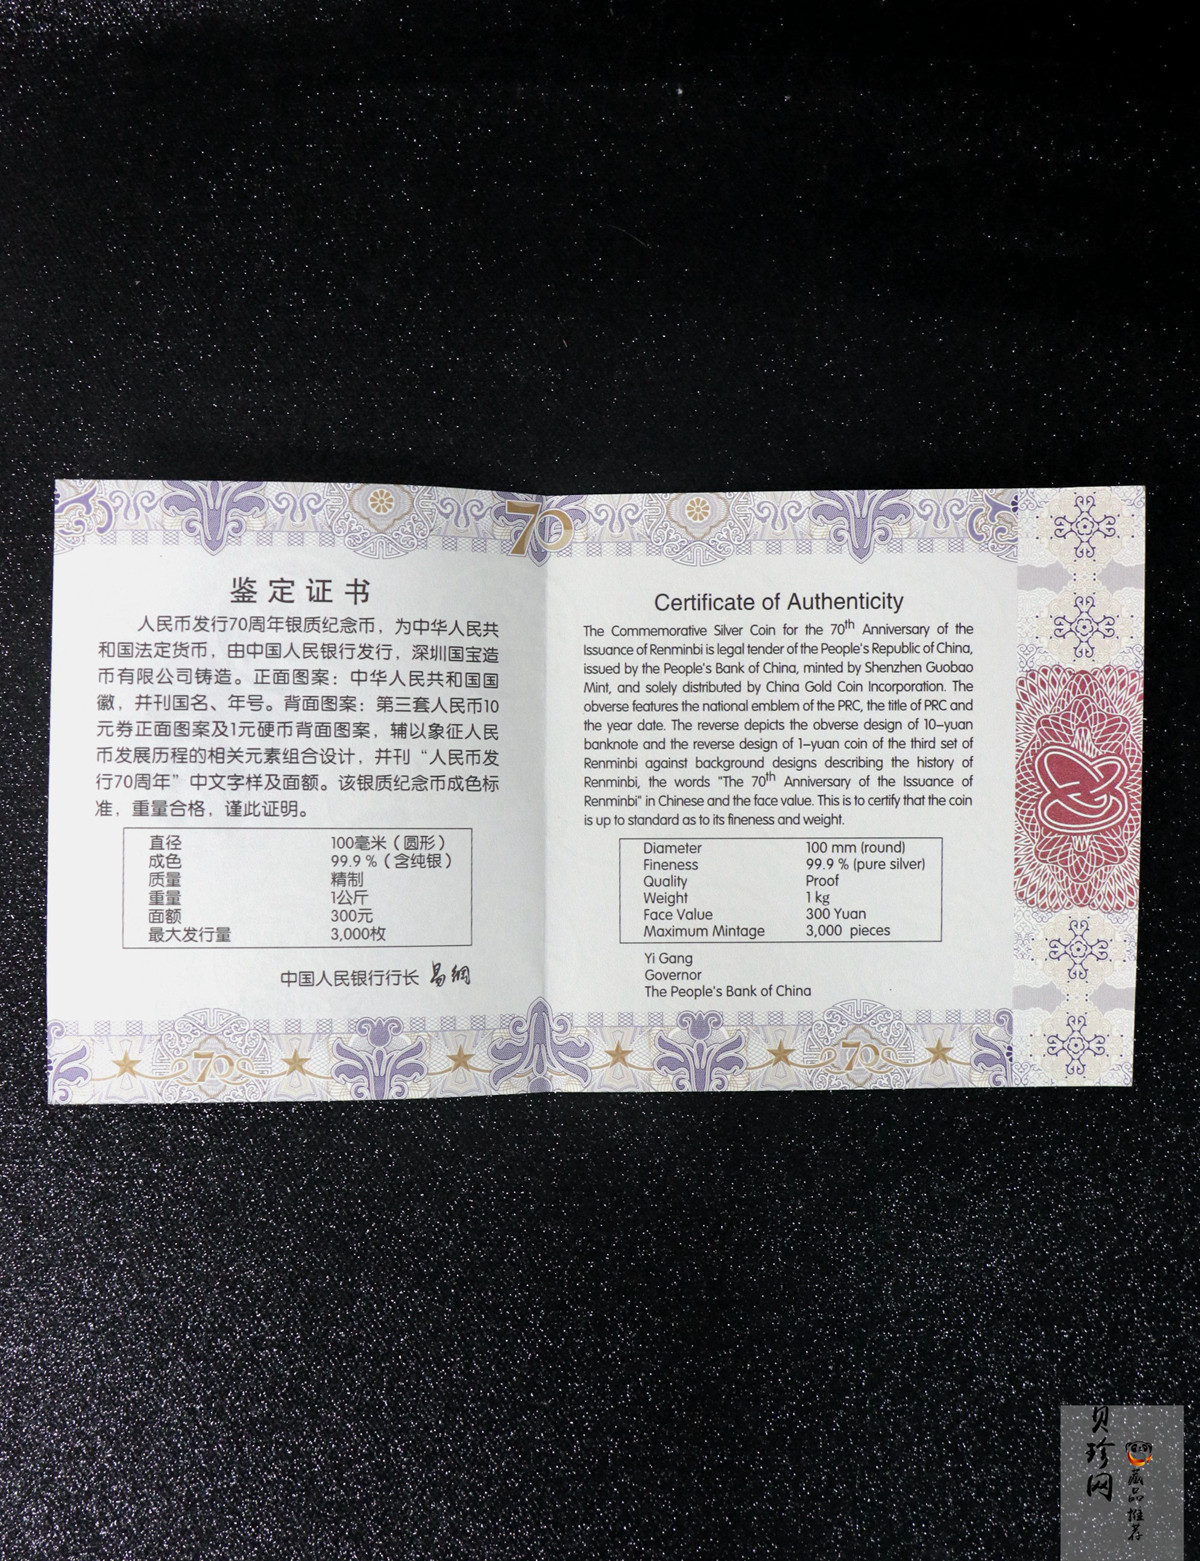 70
鉴定证书
人民币发行70周年银质纪念币，为中华人民共
和国法定货币，由中国人民银行发行，深圳国宝造
币有限公司铸造。正面图案：中华人民共和国国
徽，并刊国名、年号。背面图案：第三套人民币10
元券正面图案及1元硬币背面图案，辅以象征人民
币发展历程的相关元素组合设计，并刊“人民币发
行70周年”中文字样及面额。该银质纪念币成色标
准，重量合格，谨此证明。
直径 100毫米（圆形）
成色 99.9％（含纯银）
质量 精制
重量 1公斤
面额 300元
最大发行量 3,000枚
中国人民银行行长 易纲
70
Certificate of Authenticity
The Commemorative Silver Coin for the 70th Anniversary of the
Issuance of Renminbi is legal tender of the People's Republic of China,
issued by the People's Bank of China, minted by Shenzhen Guobao
Mint, and solely distributed by China Gold Coin Incorporation. The
obverse features the national emblem of the PRC, the title of PRC and
the year date. The reverse depicts the obverse design of 10-yuan
banknote and the reverse design of 1-yuan coin of the third set of
Renminbi against background designs describing the history of
Renminbi, the words "The 70th Anniversary of the Issuance of
Renminbi" in Chinese and the face value. This is to certify that the coin
is up to standard as to its fineness and weight.
Diameter 100 mm (round)
Fineness 99.9 % (pure silver)
Quality Proof
Weight 1 kg
Face Value 300 Yuan
Maximum Mintage 3,000 pieces
Yi Gang
Governor
The People's Bank of China
70
贝珍网
藏品推荐